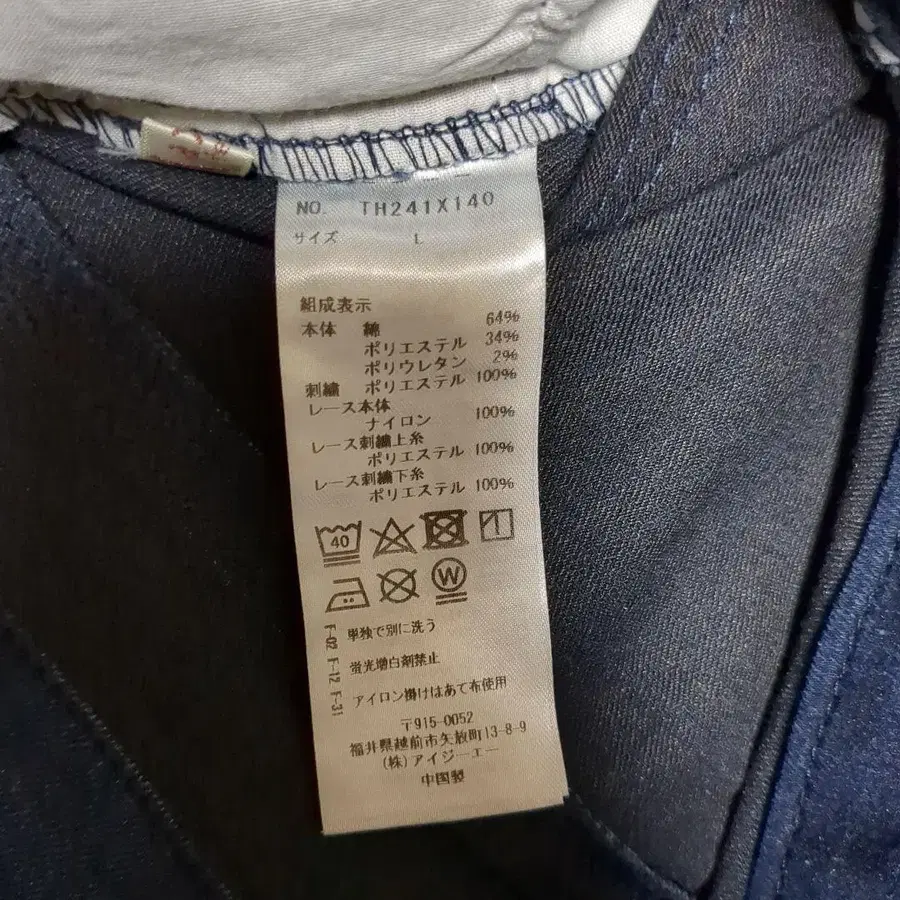 NO. TH241X140
サイズ L
組成表示
本体 綿 64%
ポリエステル 34%
ポリウレタン 2%
刺繍 ポリエステル 100%
レース本体
ナイロン 100%
レース刺繍上糸
ポリエステル 100%
レース刺繍下糸
ポリエステル 100%
40
W
F-02 F-12 F-31
単独で別に洗う
蛍光増白剤禁止
アイロン掛けはあて布使用
〒915-0052
福井県越前市矢放町13-8-9
(株)アイジーエー
中国製